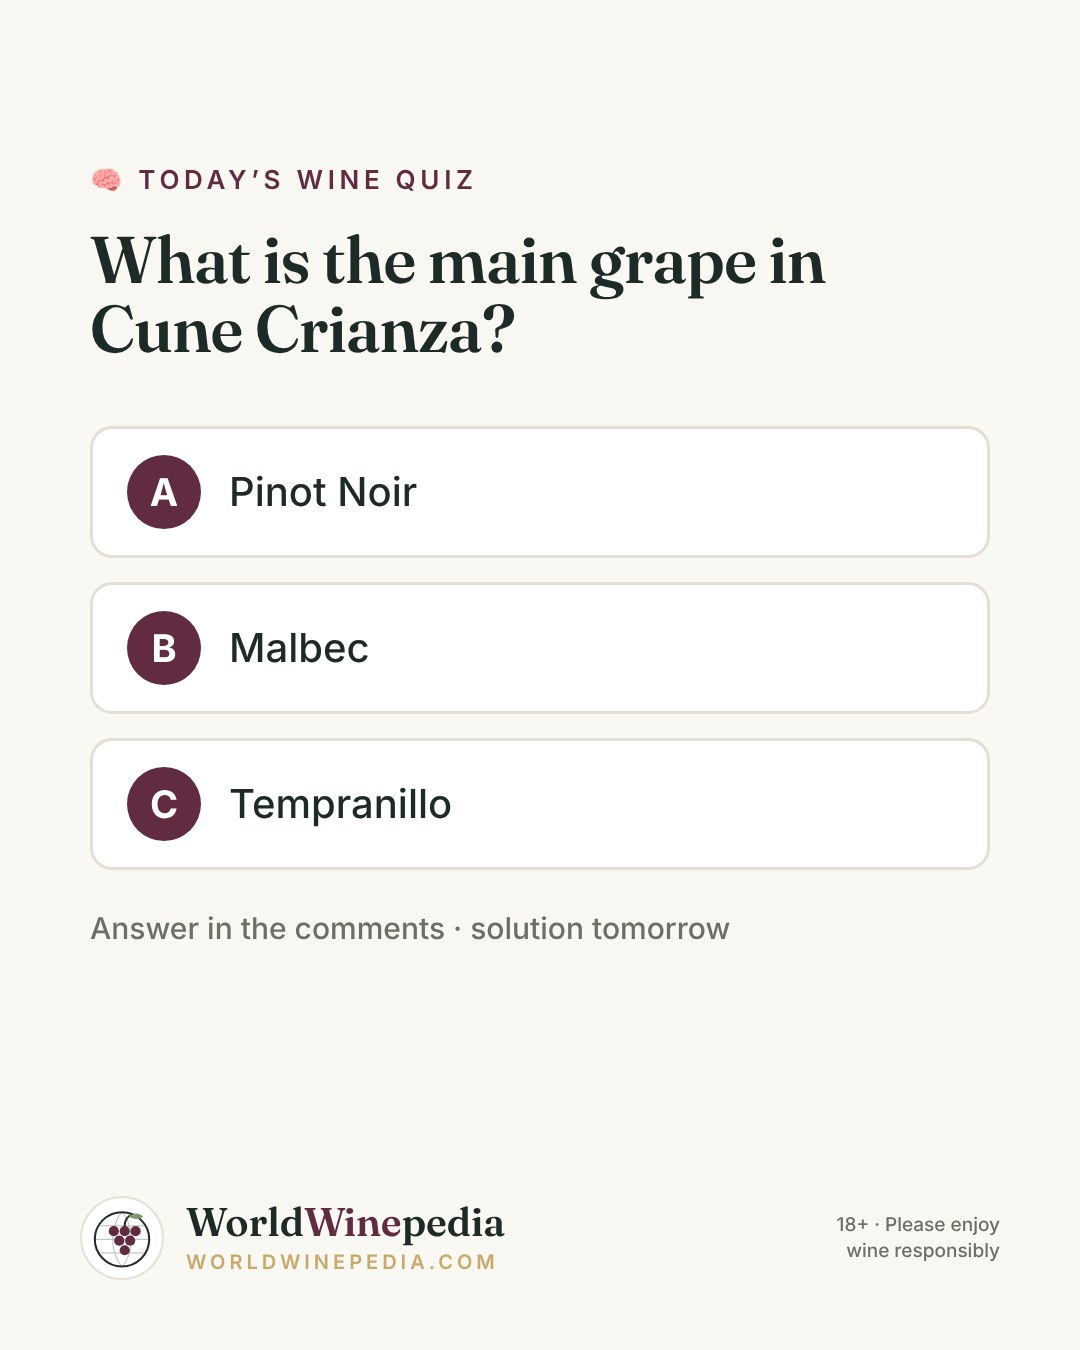 🧠 TODAY’S WINE QUIZ
What is the main grape in
Cune Crianza?
A Pinot Noir
B Malbec
C Tempranillo
Answer in the comments · solution tomorrow
WorldWinepedia
WORLDWINEPEDIA.COM
18+ · Please enjoy
wine responsibly